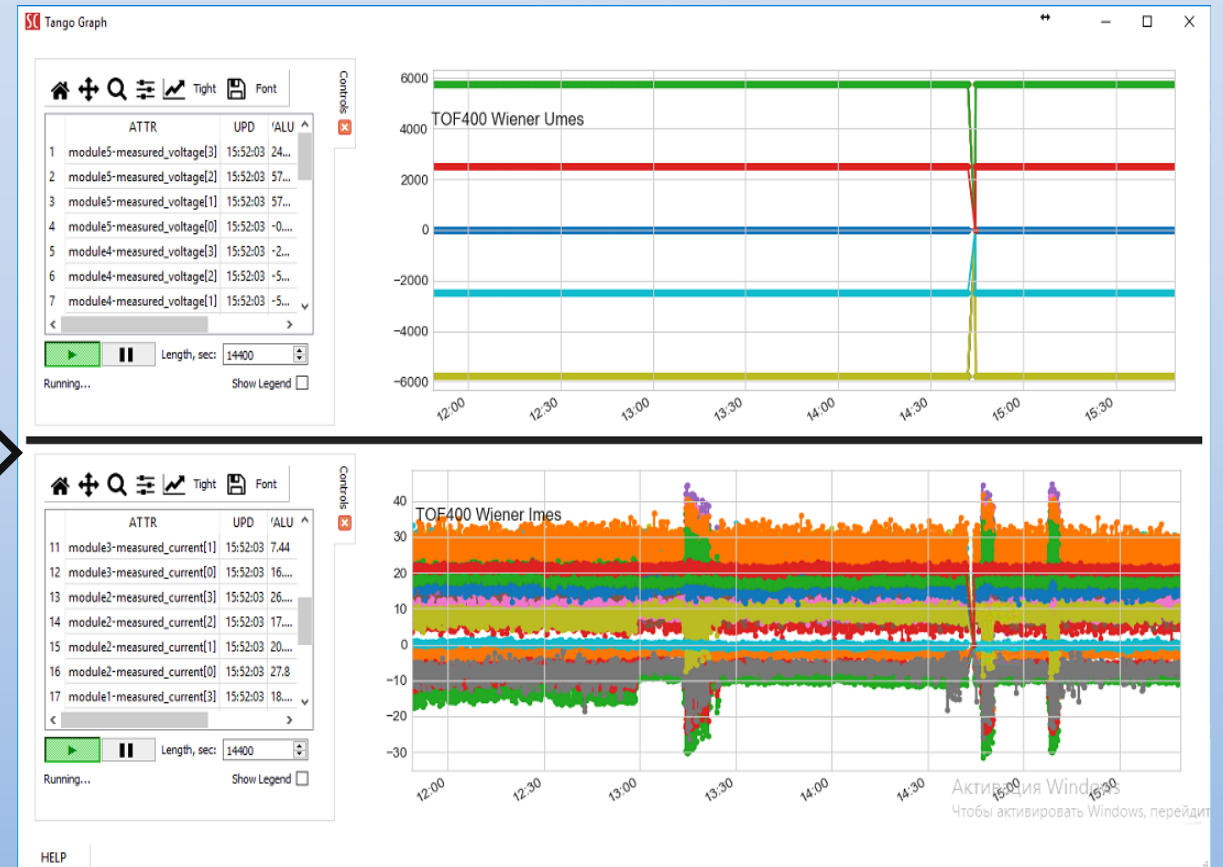 Tango Graph
Tight Font
Controls
ATTR UPD 'ALU
1 module5-measured_voltage[3] 15:52:03 24...
2 module5-measured_voltage[2] 15:52:03 57...
3 module5-measured_voltage[1] 15:52:03 57...
4 module5-measured_voltage[0] 15:52:03 -0....
5 module4-measured_voltage[3] 15:52:03 -2...
6 module4-measured_voltage[2] 15:52:03 -5...
7 module4-measured_voltage[1] 15:52:03 -5...
Length, sec: 14400
Running... Show Legend
TOF400 Wiener Umes
6000
4000
2000
0
−2000
−4000
−6000
12:00 12:30 13:00 13:30 14:00 14:30 15:00 15:30
Tight Font
Controls
ATTR UPD 'ALU
11 module3-measured_current[1] 15:52:03 7.44
12 module3-measured_current[0] 15:52:03 16....
13 module2-measured_current[3] 15:52:03 26....
14 module2-measured_current[2] 15:52:03 17....
15 module2-measured_current[1] 15:52:03 20....
16 module2-measured_current[0] 15:52:03 27.8
17 module1-measured_current[3] 15:52:03 18....
Length, sec: 14400
Running... Show Legend
TOF400 Wiener Imes
40
30
20
10
0
−10
−20
−30
12:00 12:30 13:00 13:30 14:00 14:30 15:00 15:30
Активация Windows
Чтобы активировать Windows, перейдит
HELP